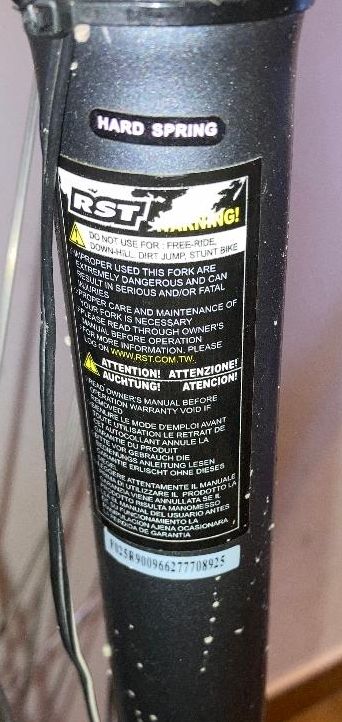 HARD SPRING
RST
WARNING!
DO NOT USE FOR : FREE-RIDE,
DOWN-HILL, DIRT JUMP, STUNT BIKE
IMPROPER USED THIS FORK ARE
EXTREMELY DANGEROUS AND CAN
RESULT IN SERIOUS AND/OR FATAL
INJURIES
PROPER CARE AND MAINTENANCE OF
YOUR FORK IS NECESSARY
PLEASE READ THROUGH OWNER'S
MANUAL BEFORE OPERATION
FOR MORE INFORMATION, PLEASE
LOG ON WWW.RST.COM.TW
ATTENTION! ATTENZIONE!
AUCHTUNG! ATENCION!
READ OWNER'S MANUAL BEFORE
OPERATION WARRANTY VOID IF
REMOVED
LE MODE D'EMPLOI AVANT
UTILISATION LE RETRAIT DE
CET AUTOCOLLANT ANNULE LA
GARANTIE DU PRODUIT
GEBRAUCH DIE
ANLEITUNG LESEN
ERLISCHT OHNE DIESES
ATTENTAMENTE IL MANUALE
DI UTILIZZARE IL PRODOTTO LA
VIENE ANNULLATA SE IL
PRODOTTO RISULTA MANOMESSO
MANUAL DEL USUARIO ANTES
FUNCIONAMIENTO LA
AJENA OCASIONARA
DE GARANTIA
F025R900966277708925